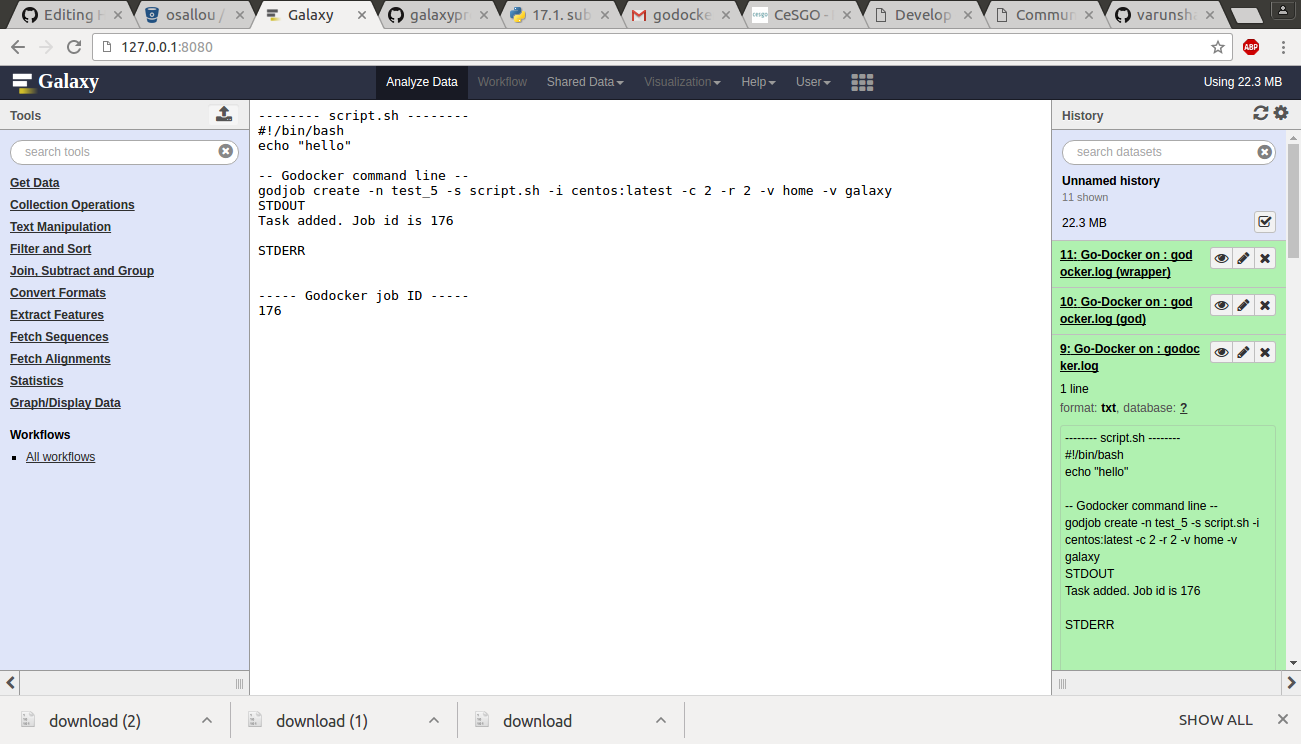 Editing H
osallou /
Galaxy
galaxypr
17.1. sub
godocke
CeSGO -
Develop
Commun
varunsha
127.0.0.1:8080
ABP
Galaxy
Analyze Data
Workflow
Shared Data
Visualization
Help
User
Using 22.3 MB
Tools
search tools
Get Data
Collection Operations
Text Manipulation
Filter and Sort
Join, Subtract and Group
Convert Formats
Extract Features
Fetch Sequences
Fetch Alignments
Statistics
Graph/Display Data
Workflows
All workflows
-------- script.sh --------
#!/bin/bash
echo "hello"
-- Godocker command line --
godjob create -n test_5 -s script.sh -i centos:latest -c 2 -r 2 -v home -v galaxy
STDOUT
Task added. Job id is 176
STDERR
----- Godocker job ID -----
176
History
search datasets
Unnamed history
11 shown
22.3 MB
11: Go-Docker on : god
ocker.log (wrapper)
10: Go-Docker on : god
ocker.log (god)
9: Go-Docker on : godoc
ker.log
1 line
format: txt, database: ?
-------- script.sh --------
#!/bin/bash
echo "hello"
-- Godocker command line --
godjob create -n test_5 -s script.sh -i
centos:latest -c 2 -r 2 -v home -v
galaxy
STDOUT
Task added. Job id is 176
STDERR
download (2)
download (1)
download
SHOW ALL